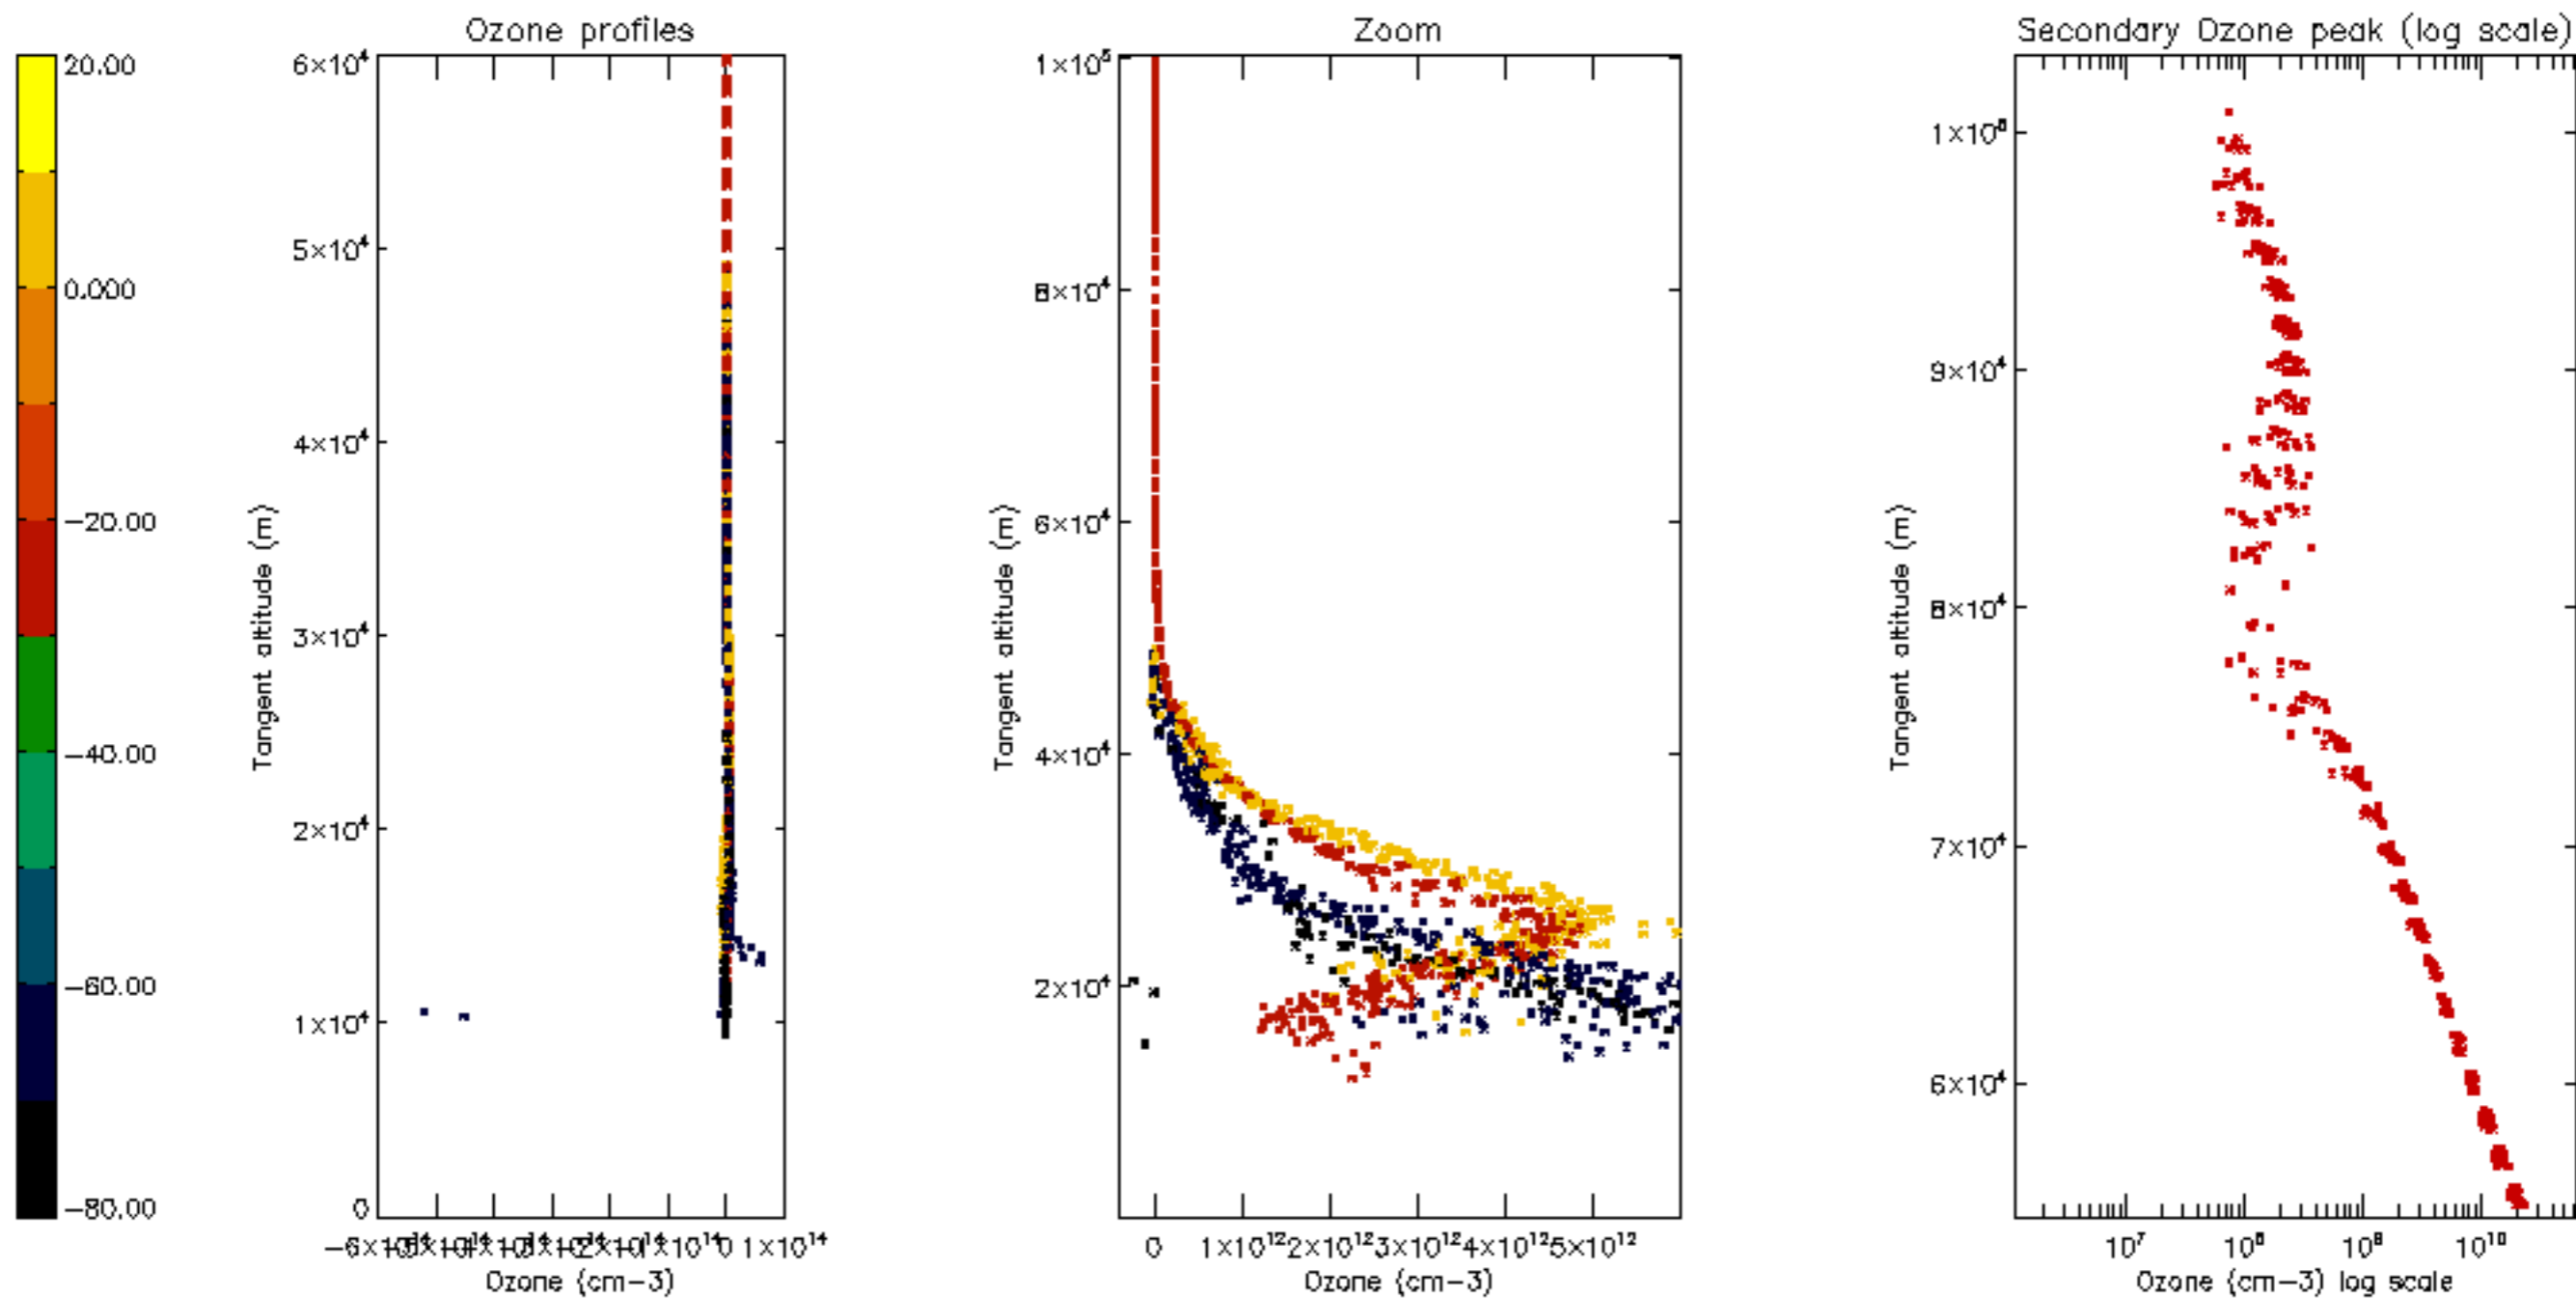 Ozone profiles
Zoom
Secondary Ozone peak (log scale)
20.00
0.000
−20.00
−40.00
−60.00
−80.00
6×10⁴
5×10⁴
4×10⁴
3×10⁴
2×10⁴
1×10⁴
0
Tangent altitude (m)
0 1×10¹⁴
Ozone (cm−3)
1×10⁵
8×10⁴
6×10⁴
4×10⁴
2×10⁴
Tangent altitude (m)
0 1×10¹² 2×10¹² 3×10¹² 4×10¹² 5×10¹²
Ozone (cm−3)
9×10⁴
8×10⁴
7×10⁴
6×10⁴
Tangent altitude (m)
10⁷ 10⁸ 10⁹ 10¹⁰
Ozone (cm−3) log scale